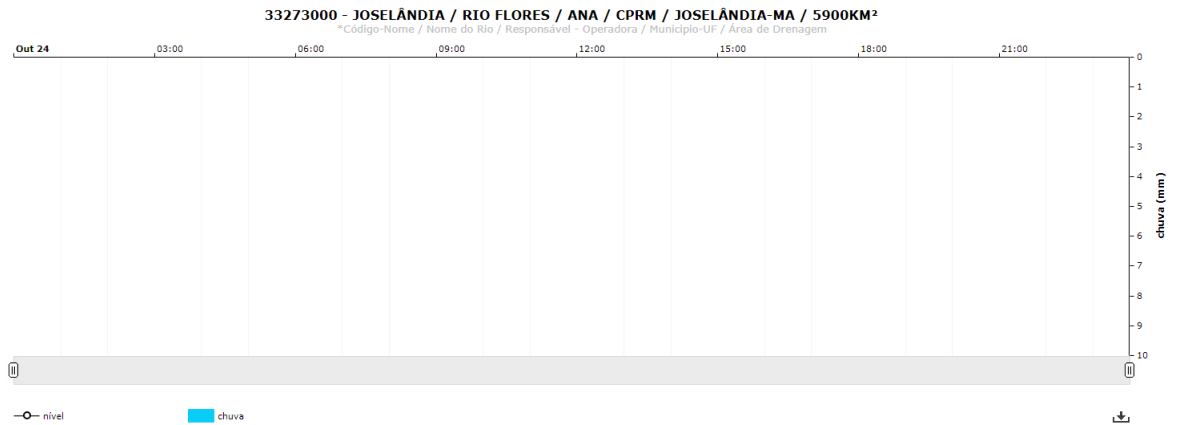 33273000 - JOSELÂNDIA / RIO FLORES / ANA / CPRM / JOSELÂNDIA-MA / 5900KM²
*Código-Nome / Nome do Rio / Responsável - Operadora / Municipio-UF / Área de Drenagem
Out 24 03:00 06:00 09:00 12:00 15:00 18:00 21:00
0
1
2
3
4
5
6
7
8
9
10
chuva (mm)
nível chuva